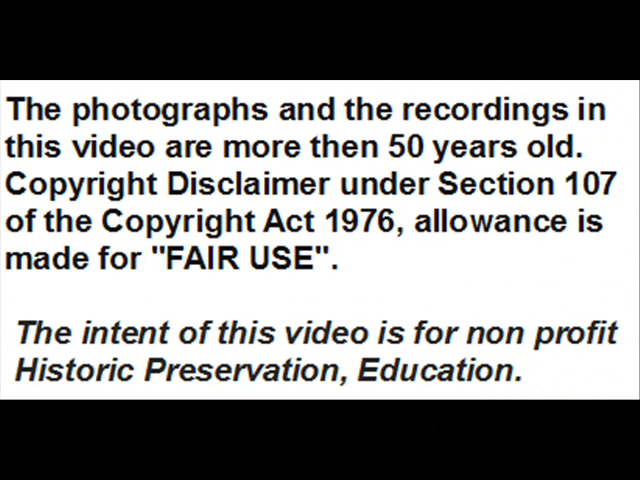 The photographs and the recordings in
this video are more then 50 years old.
Copyright Disclaimer under Section 107
of the Copyright Act 1976, allowance is
made for "FAIR USE".
The intent of this video is for non profit
Historic Preservation, Education.